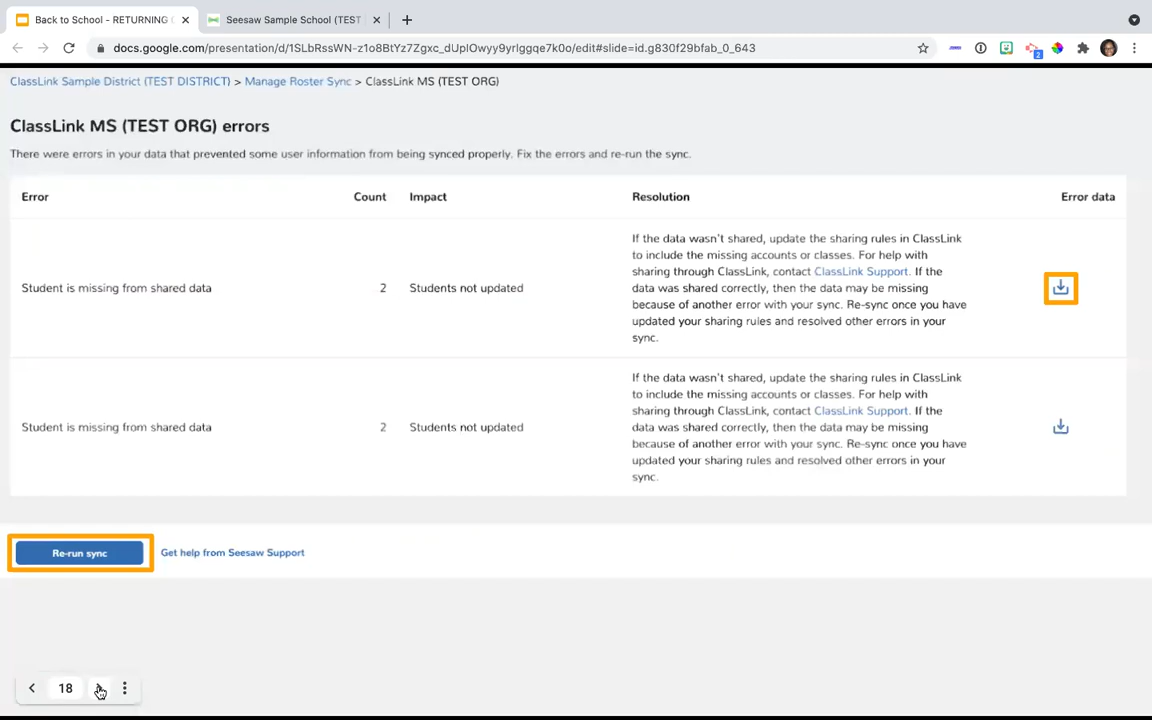 Back to School - RETURNING
Seesaw Sample School (TEST
docs.google.com/presentation/d/1SLbRssWN-z1o8BtYz7Zgxc_dUplOwyy9yrlgqqe7k0o/edit#slide=id.g830f29bfab_0_643
2
ClassLink Sample District (TEST DISTRICT) > Manage Roster Sync > ClassLink MS (TEST ORG)
ClassLink MS (TEST ORG) errors
There were errors in your data that prevented some user information from being synced properly. Fix the errors and re-run the sync.
Error Count Impact Resolution Error data
If the data wasn't shared, update the sharing rules in ClassLink
to include the missing accounts or classes. For help with
sharing through ClassLink, contact ClassLink Support. If the
Student is missing from shared data 2 Students not updated data was shared correctly, then the data may be missing
because of another error with your sync. Re-sync once you have
updated your sharing rules and resolved other errors in your
sync.
If the data wasn't shared, update the sharing rules in ClassLink
to include the missing accounts or classes. For help with
sharing through ClassLink, contact ClassLink Support. If the
Student is missing from shared data 2 Students not updated data was shared correctly, then the data may be missing
because of another error with your sync. Re-sync once you have
updated your sharing rules and resolved other errors in your
sync.
Re-run sync Get help from Seesaw Support
18